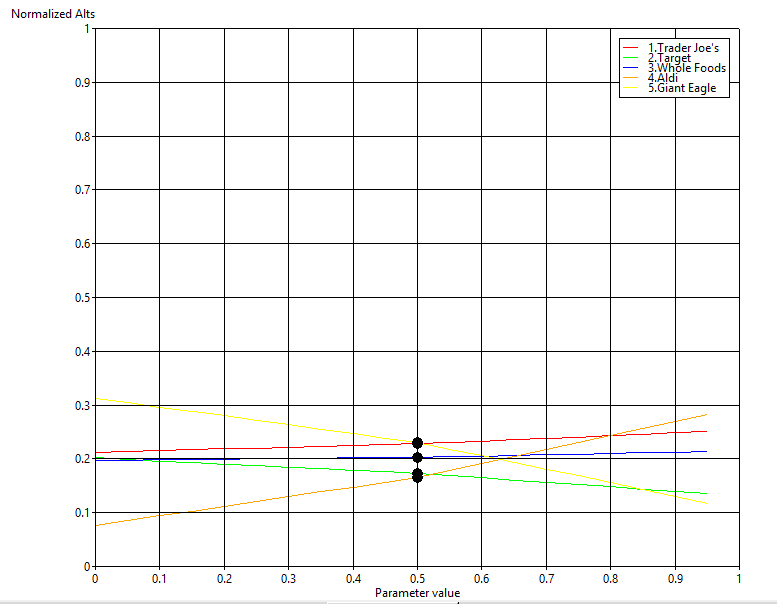 Normalized Alts
1
0.9
0.8
0.7
0.6
0.5
0.4
0.3
0.2
0.1
0
0 0.1 0.2 0.3 0.4 0.5 0.6 0.7 0.8 0.9 1
Parameter value
1.Trader Joe's
2.Target
3.Whole Foods
4.Aldi
5.Giant Eagle